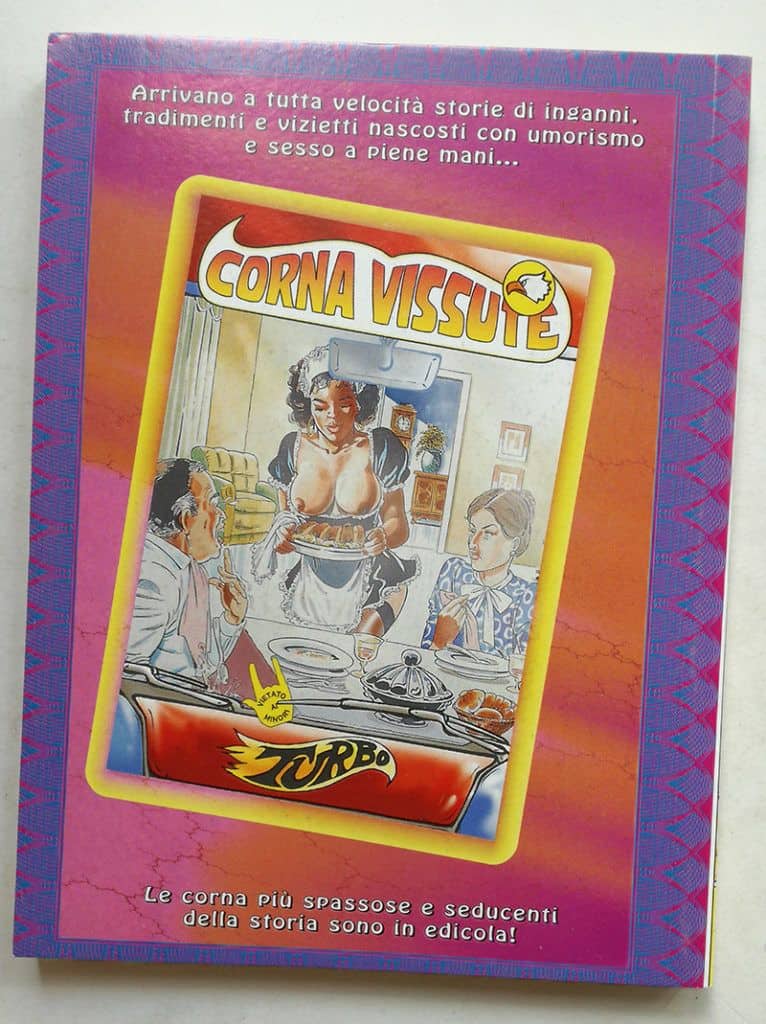 Arrivano a tutta velocità storie di inganni,
tradimenti e vizietti nascosti con umorismo
e sesso a piene mani...
CORNA VISSUTE
VIETATO
AI
MINORI
TURBO
Le corna più spassose e seducenti
della storia sono in edicola!